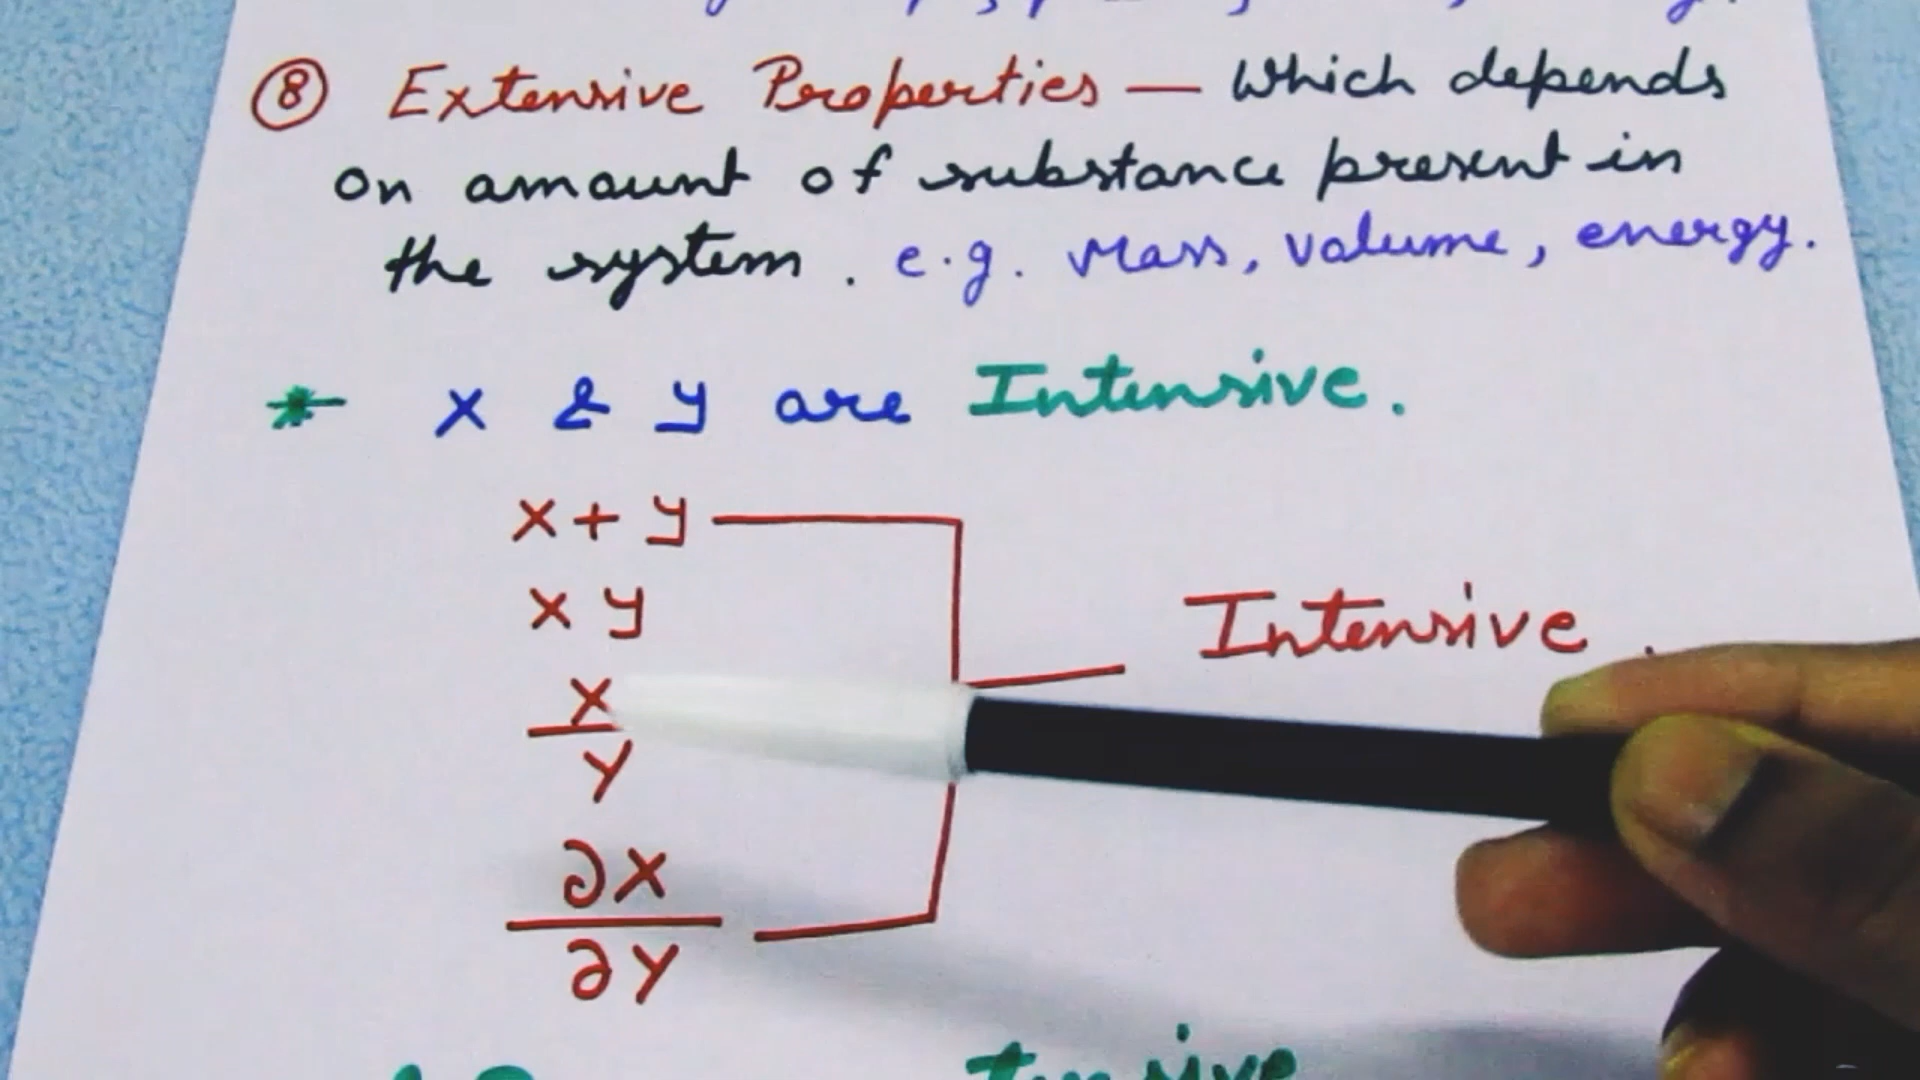 ⑧ Extensive Properties — Which depends
on amount of substance present in
the system. e.g. Mass, volume, energy.
* X & Y are Intensive.
X + Y
X Y
Intensive.
X
Y
∂X
∂Y